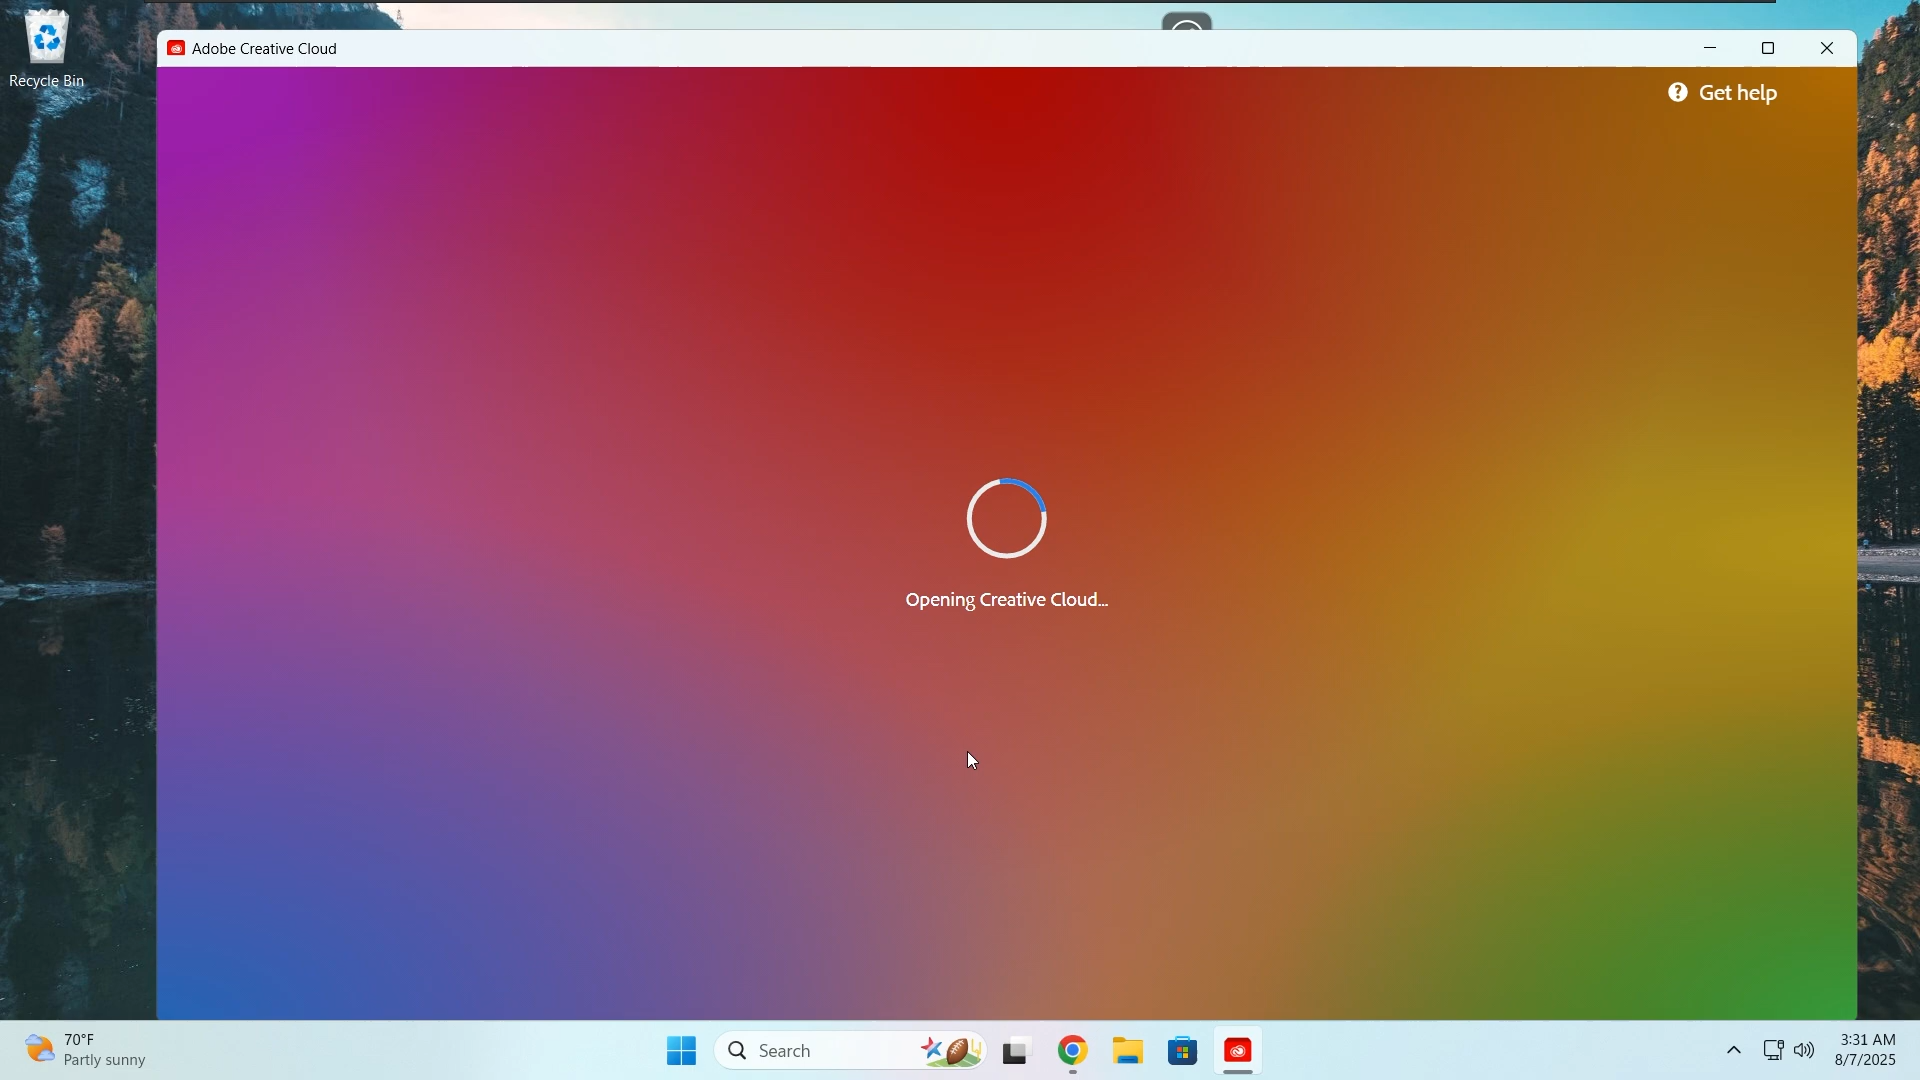 Recycle Bin
Adobe Creative Cloud
Get help
Opening Creative Cloud...
70°F
Partly sunny
Search
3:31 AM
8/7/2025